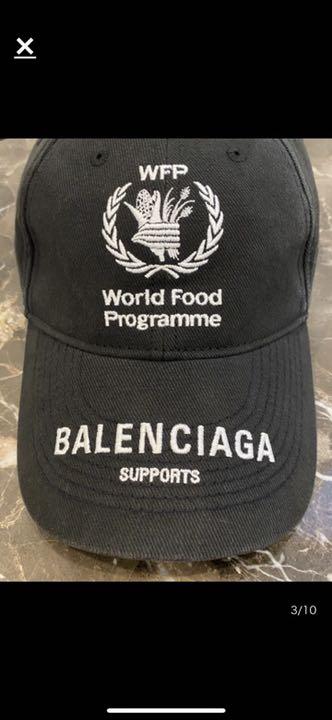 WFP
World Food
Programme
BALENCIAGA
SUPPORTS
3/10